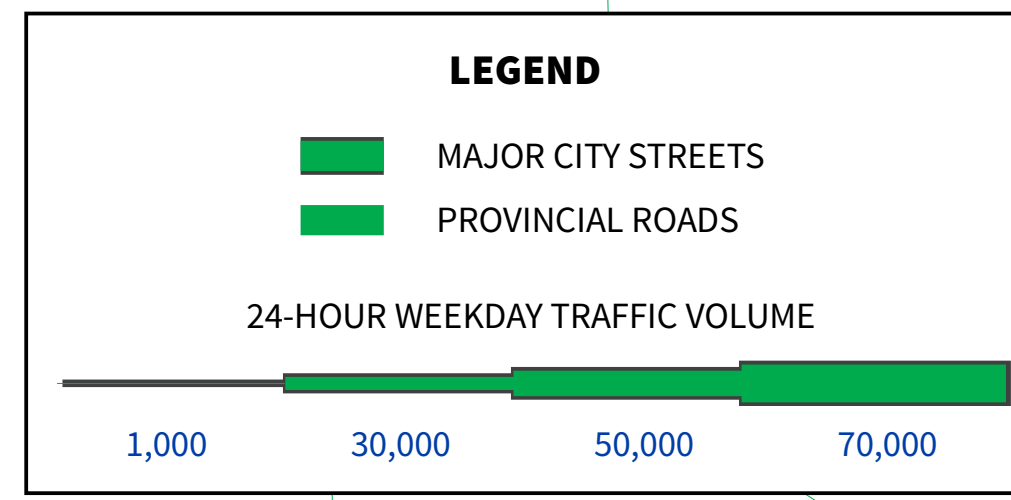 LEGEND
MAJOR CITY STREETS
PROVINCIAL ROADS
24-HOUR WEEKDAY TRAFFIC VOLUME
1,000 30,000 50,000 70,000